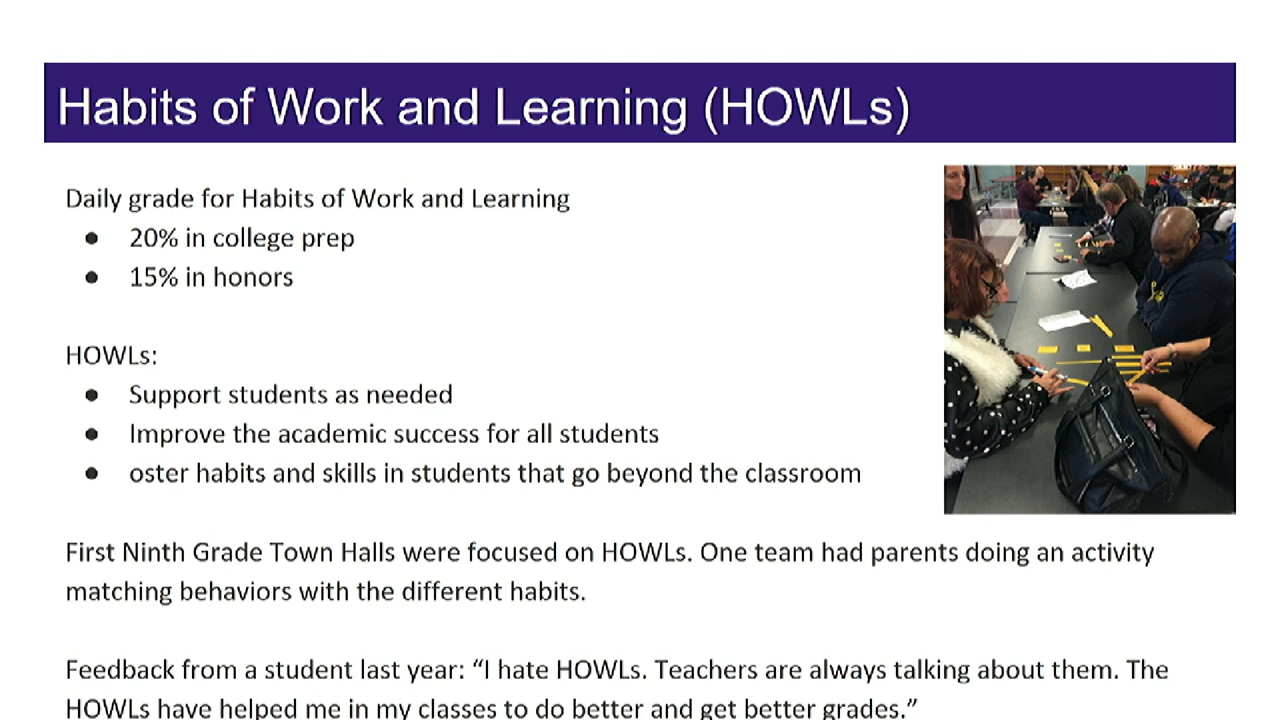 Habits of Work and Learning (HOWLs)
Daily grade for Habits of Work and Learning
● 20% in college prep
● 15% in honors
HOWLs:
● Support students as needed
● Improve the academic success for all students
● oster habits and skills in students that go beyond the classroom
First Ninth Grade Town Halls were focused on HOWLs. One team had parents doing an activity
matching behaviors with the different habits.
Feedback from a student last year: “I hate HOWLs. Teachers are always talking about them. The
HOWLs have helped me in my classes to do better and get better grades.”